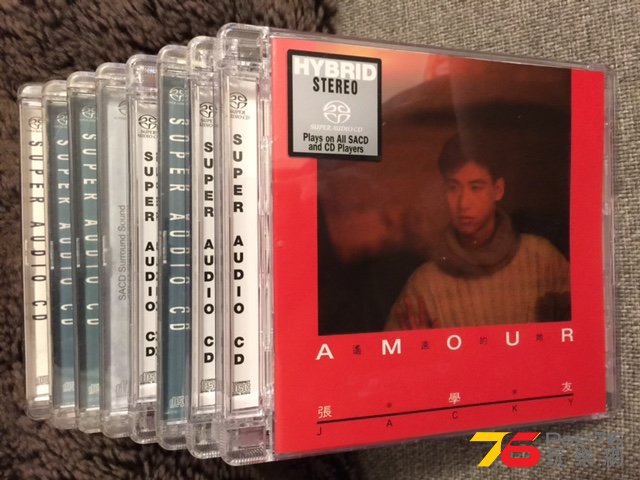 SUPER AUDIO CD
SUPER AUDIO CD
SUPER AUDIO CD
SACD Surround Sound
SUPER AUDIO CD
SUPER AUDIO CD
SUPER AUDIO CD
SUPER AUDIO CD
HYBRID
STEREO
SUPER AUDIO CD
Plays on All SACD
and CD Players
AMOUR
遙遠的她
張學友
JACKY
76